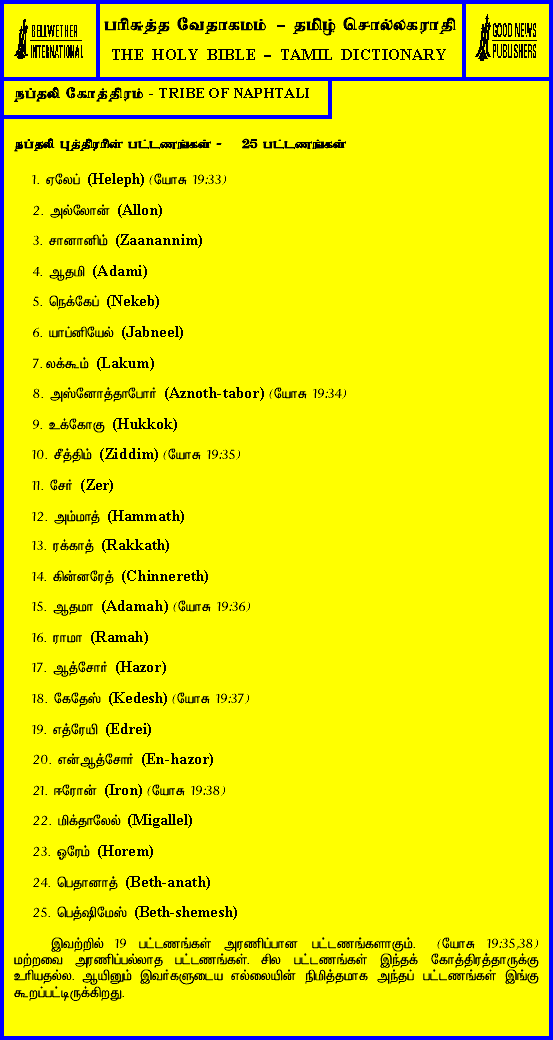 BELLWETHER
INTERNATIONAL
பரிசுத்த வேதாகமம் – தமிழ் சொல்லகராதி
THE HOLY BIBLE – TAMIL DICTIONARY
GOOD NEWS
PUBLISHERS
நப்தலி கோத்திரம் - TRIBE OF NAPHTALI
நப்தலி புத்திரரின் பட்டணங்கள் - 25 பட்டணங்கள்
1. ஏலேப் (Heleph) (யோசு 19:33)
2. அல்லோன் (Allon)
3. சானானிம் (Zaanannim)
4. ஆதமி (Adami)
5. நெக்கேப் (Nekeb)
6. யாப்னியேல் (Jabneel)
7. லக்கூம் (Lakum)
8. அஸ்னோத்தாபோர் (Aznoth-tabor) (யோசு 19:34)
9. உக்கோகு (Hukkok)
10. சீத்திம் (Ziddim) (யோசு 19:35)
11. சேர் (Zer)
12. அம்மாத் (Hammath)
13. ரக்காத் (Rakkath)
14. கின்னரேத் (Chinnereth)
15. ஆதமா (Adamah) (யோசு 19:36)
16. ராமா (Ramah)
17. ஆத்சோர் (Hazor)
18. கேதேஸ் (Kedesh) (யோசு 19:37)
19. எத்ரேயி (Edrei)
20. என்ஆத்சோர் (En-hazor)
21. ஈரோன் (Iron) (யோசு 19:38)
22. மிக்தாலேல் (Migallel)
23. ஓரேம் (Horem)
24. பெதானாத் (Beth-anath)
25. பெத்ஷிமேஸ் (Beth-shemesh)
இவற்றில் 19 பட்டணங்கள் அரணிப்பான பட்டணங்களாகும். (யோசு 19:35,38)
மற்றவை அரணிப்பல்லாத பட்டணங்கள். சில பட்டணங்கள் இந்தக் கோத்திரத்தாருக்கு
உரியதல்ல. ஆயினும் இவர்களுடைய எல்லையின் நிமித்தமாக அந்தப் பட்டணங்கள் இங்கு
கூறப்பட்டிருக்கிறது.